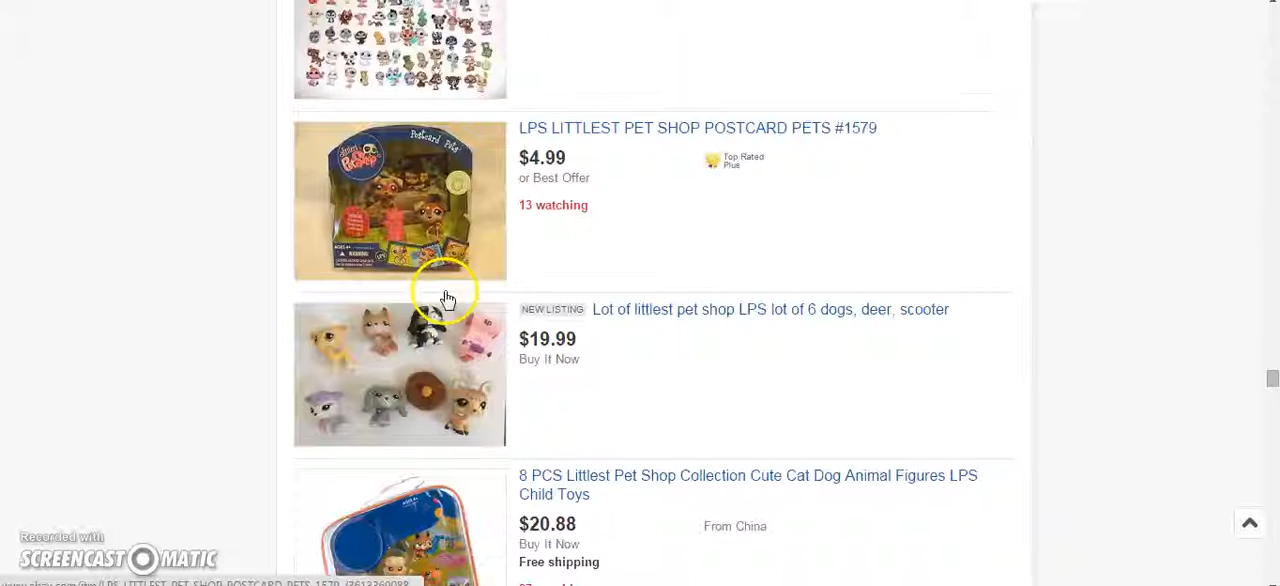 LPS LITTLEST PET SHOP POSTCARD PETS #1579
$4.99
or Best Offer
Top Rated
Plus
13 watching
Postcard Pets
NEW LISTING Lot of littlest pet shop LPS lot of 6 dogs, deer, scooter
$19.99
Buy It Now
8 PCS Littlest Pet Shop Collection Cute Cat Dog Animal Figures LPS
Child Toys
$20.88
From China
Buy It Now
Free shipping
Recorded with
SCREENCAST MATIC